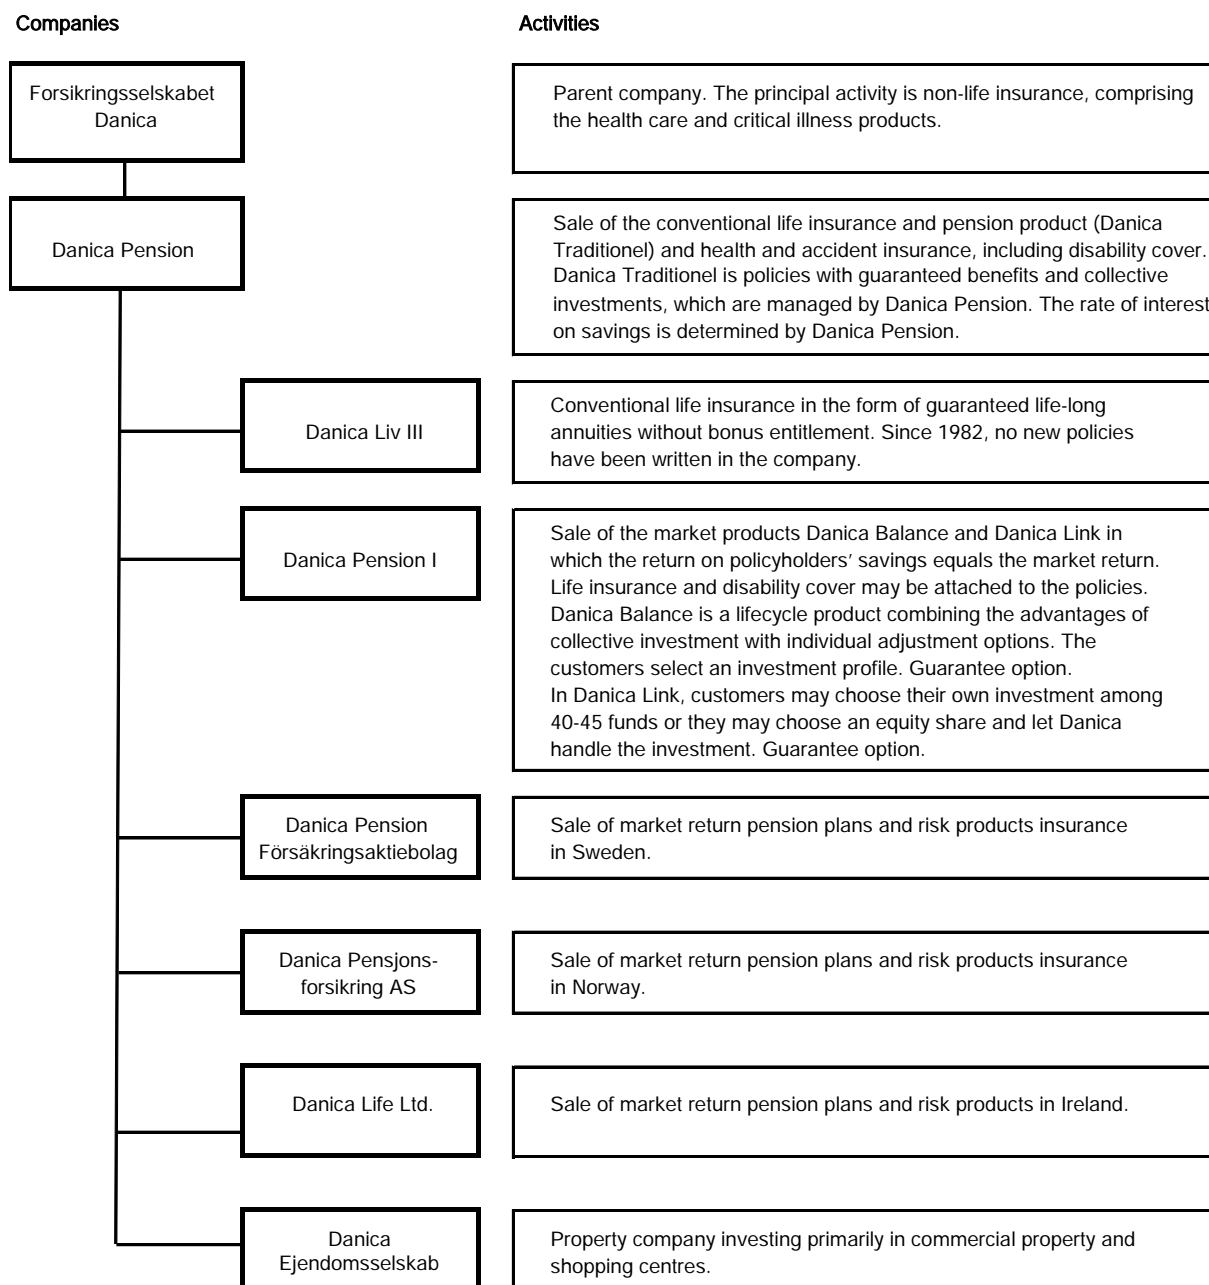 Companies
Activities
Forsikringsselskabet
Danica
Parent company. The principal activity is non-life insurance, comprising
the health care and critical illness products.
Danica Pension
Sale of the conventional life insurance and pension product (Danica
Traditionel) and health and accident insurance, including disability cover.
Danica Traditionel is policies with guaranteed benefits and collective
investments, which are managed by Danica Pension. The rate of interest
on savings is determined by Danica Pension.
Danica Liv III
Conventional life insurance in the form of guaranteed life-long
annuities without bonus entitlement. Since 1982, no new policies
have been written in the company.
Danica Pension I
Sale of the market products Danica Balance and Danica Link in
which the return on policyholders’ savings equals the market return.
Life insurance and disability cover may be attached to the policies.
Danica Balance is a lifecycle product combining the advantages of
collective investment with individual adjustment options. The
customers select an investment profile. Guarantee option.
In Danica Link, customers may choose their own investment among
40-45 funds or they may choose an equity share and let Danica
handle the investment. Guarantee option.
Danica Pension
Försäkringsaktiebolag
Sale of market return pension plans and risk products insurance
in Sweden.
Danica Pensjons-
forsikring AS
Sale of market return pension plans and risk products insurance
in Norway.
Danica Life Ltd.
Sale of market return pension plans and risk products in Ireland.
Danica
Ejendomsselskab
Property company investing primarily in commercial property and
shopping centres.